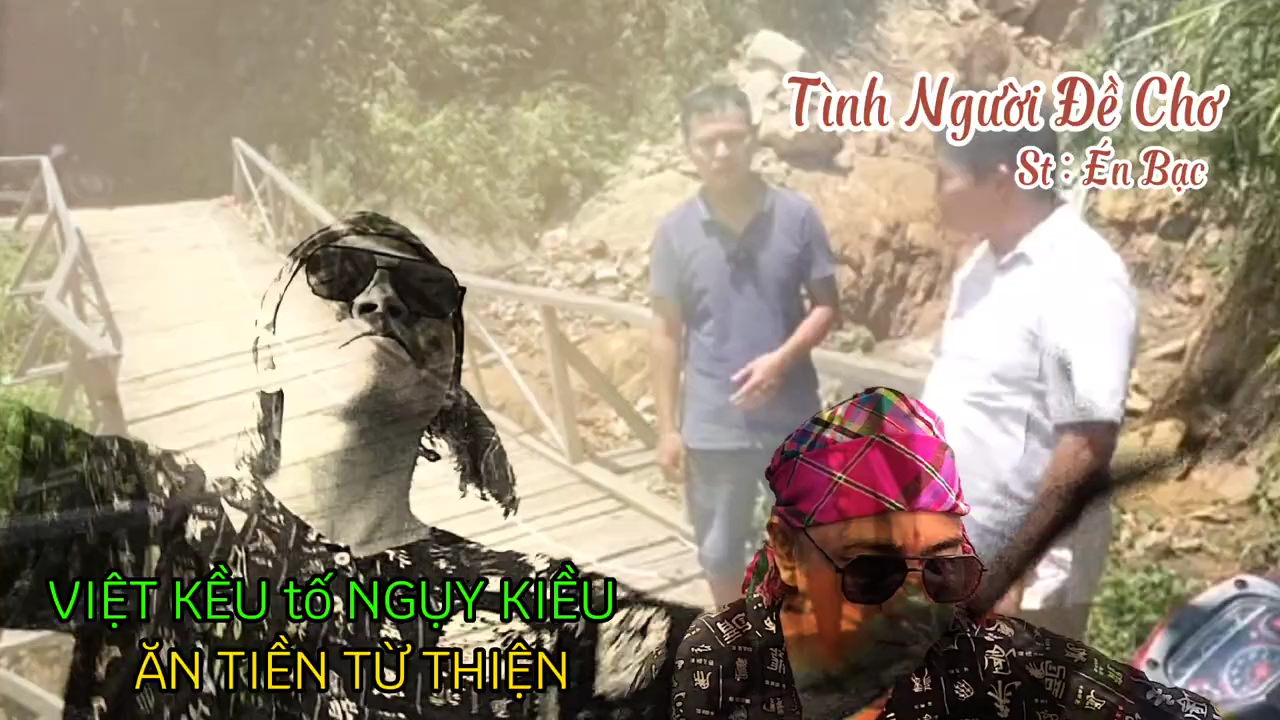 Tình Người Đề Chơ
St : Én Bạc
VIỆT KỀU tố NGỤY KIỀU
ĂN TIỀN TỪ THIỆN